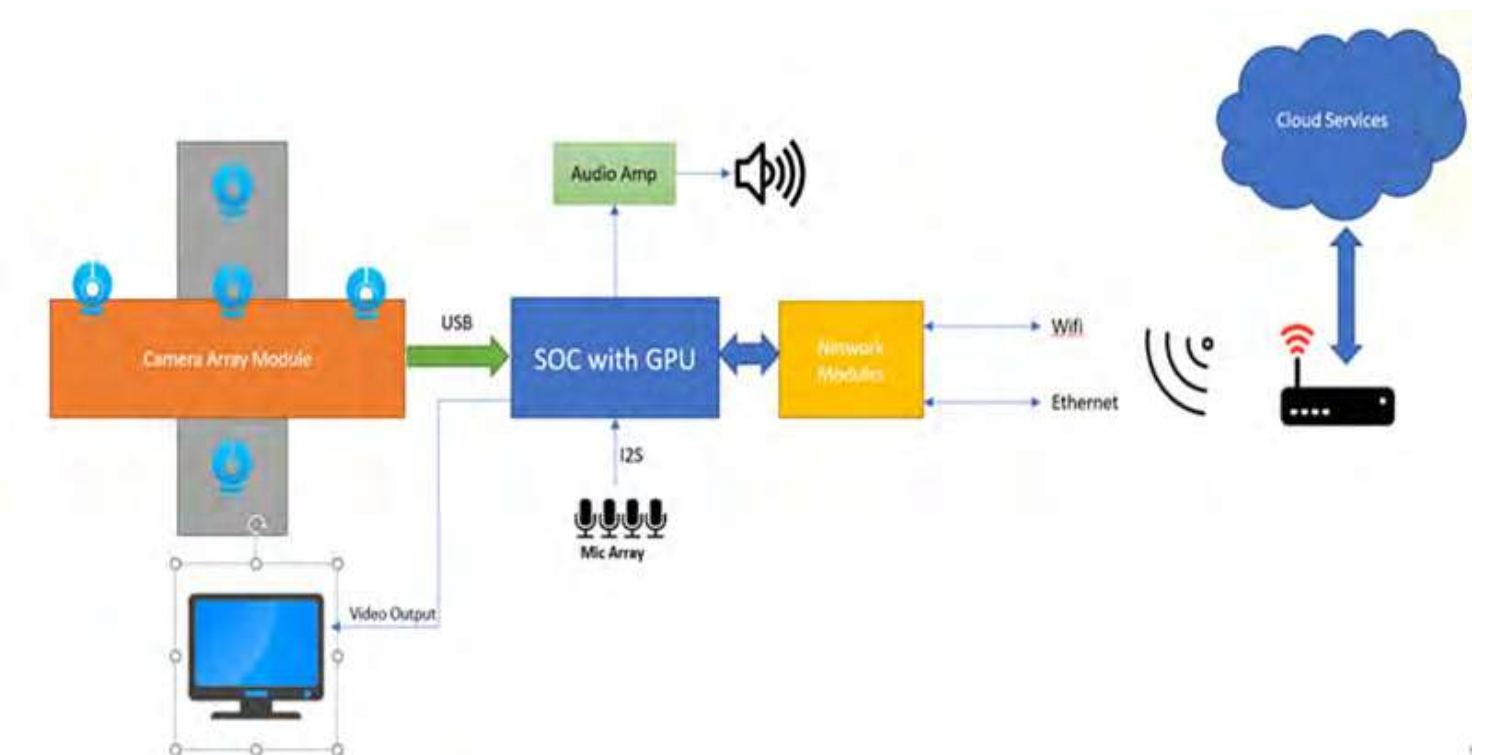 Cloud Services
Audio Amp
USB
Camera Array Module
SOC with GPU
Network
Modules
Wifi
Ethernet
I2S
Mic Array
Video Output